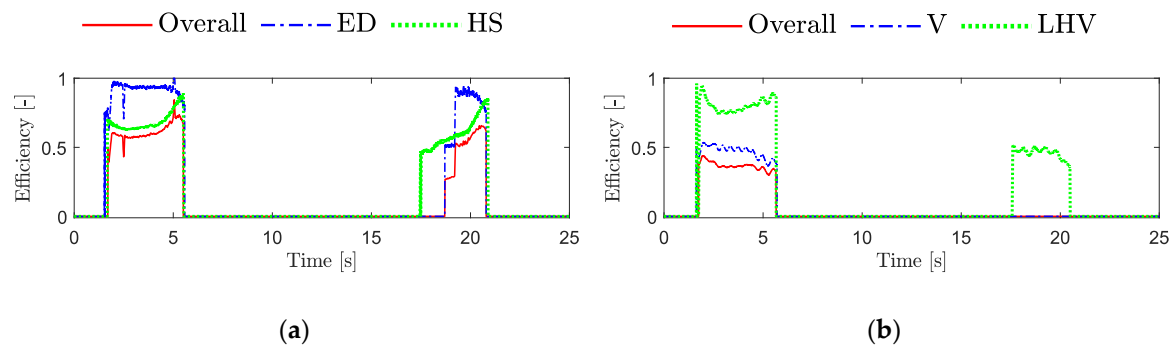 Overall ED HS
Overall V LHV
Efficiency [-]
1
0.5
0
0 5 10 15 20 25
Time [s]
Efficiency [-]
1
0.5
0
0 5 10 15 20 25
Time [s]
(a)
(b)